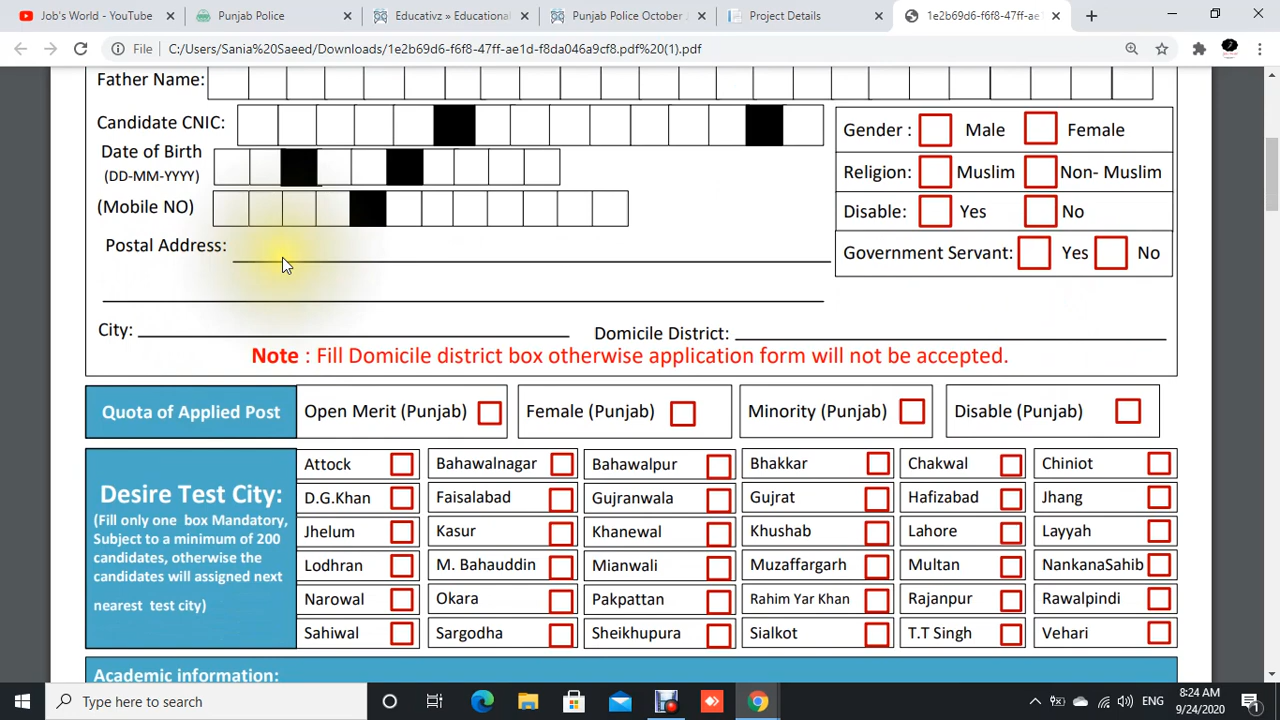 Job's World - YouTube
Punjab Police
Educativz » Educational
Punjab Police October
Project Details
1e2b69d6-f6f8-47ff-ae
File C:/Users/Sania%20Saeed/Downloads/1e2b69d6-f6f8-47ff-ae1d-f8da046a9cf8.pdf%20(1).pdf
Father Name:
Candidate CNIC:
Date of Birth
(DD-MM-YYYY)
(Mobile NO)
Postal Address:
City:
Domicile District:
Gender : Male Female
Religion: Muslim Non- Muslim
Disable: Yes No
Government Servant: Yes No
Note : Fill Domicile district box otherwise application form will not be accepted.
Quota of Applied Post
Open Merit (Punjab) Female (Punjab) Minority (Punjab) Disable (Punjab)
Desire Test City:
(Fill only one box Mandatory,
Subject to a minimum of 200
candidates, otherwise the
candidates will assigned next
nearest test city)
Attock Bahawalnagar Bahawalpur Bhakkar Chakwal Chiniot
D.G.Khan Faisalabad Gujranwala Gujrat Hafizabad Jhang
Jhelum Kasur Khanewal Khushab Lahore Layyah
Lodhran M. Bahauddin Mianwali Muzaffargarh Multan NankanaSahib
Narowal Okara Pakpattan Rahim Yar Khan Rajanpur Rawalpindi
Sahiwal Sargodha Sheikhupura Sialkot T.T Singh Vehari
Academic information:
Type here to search
ENG
8:24 AM
9/24/2020